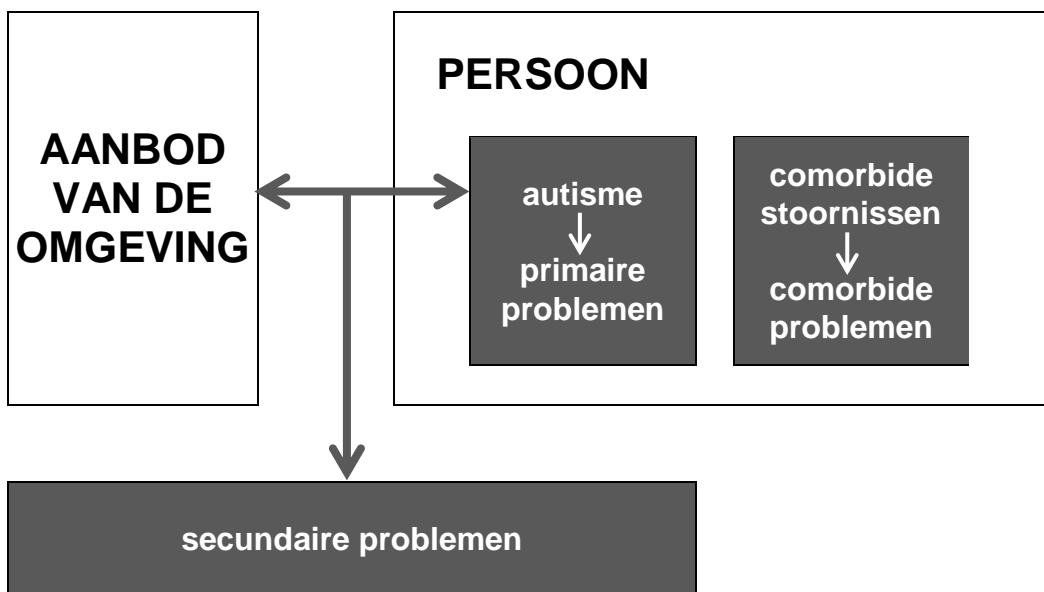 AANBOD
VAN DE
OMGEVING
PERSOON
autisme
primaire
problemen
comorbide
stoornissen
comorbide
problemen
secundaire problemen